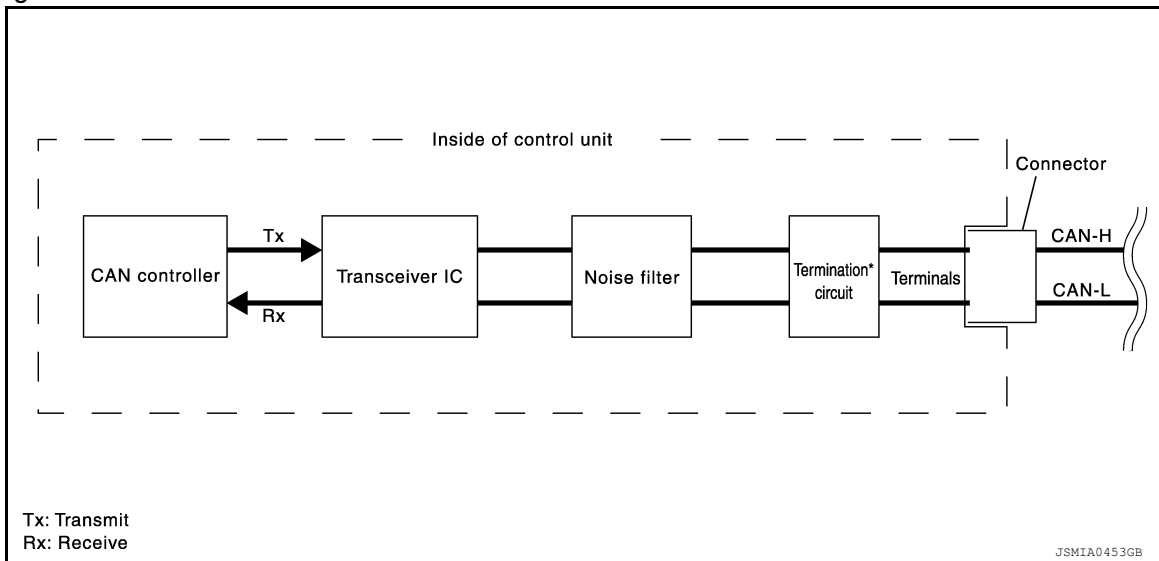 Inside of control unit
Connector
CAN controller
Tx
Rx
Transceiver IC
Noise filter
Termination*
circuit
Terminals
CAN-H
CAN-L
Tx: Transmit
Rx: Receive
JSMIA0453GB